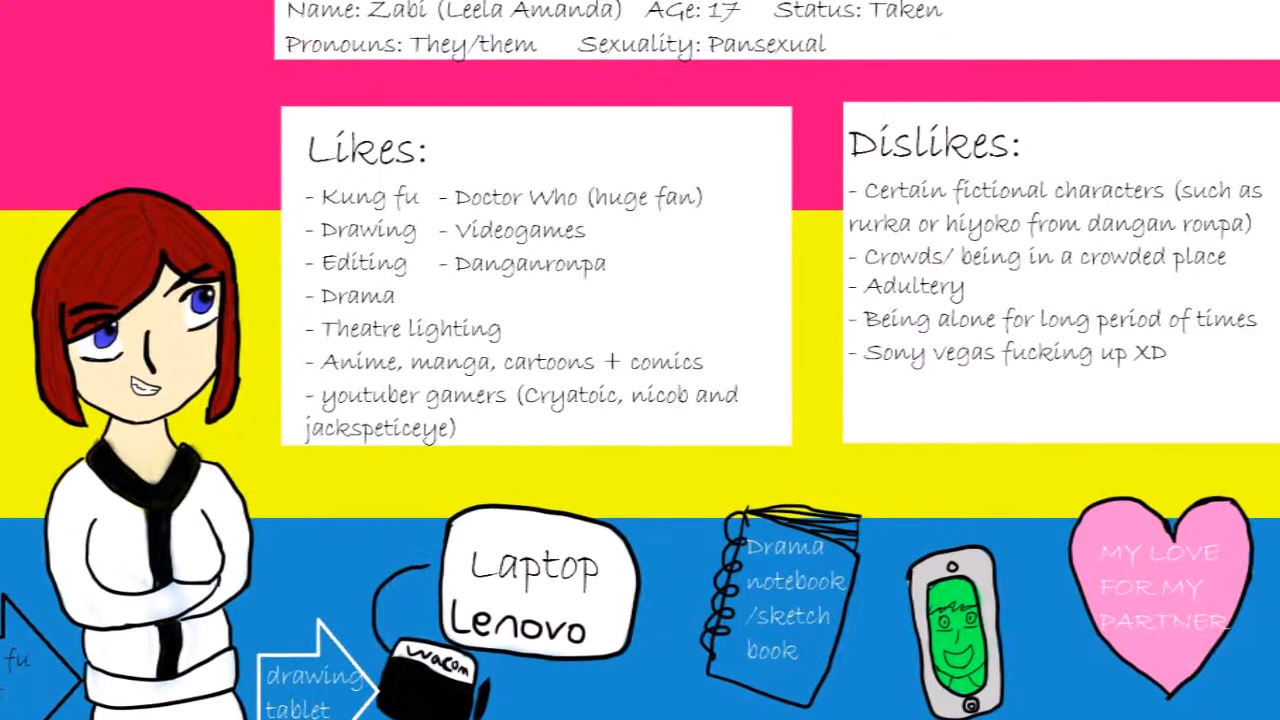 Name: Zabi (Leela Amanda) AGe: 17 Status: Taken
Pronouns: They/them Sexuality: Pansexual
Likes:
- Kung fu - Doctor Who (huge fan)
- Drawing - Videogames
- Editing - Danganronpa
- Drama
- Theatre lighting
- Anime, manga, cartoons + comics
- youtuber gamers (Cryatoic, nicob and
jackspeticeye)
Dislikes:
- Certain fictional characters (such as
rurka or hiyoko from dangan ronpa)
- Crowds/ being in a crowded place
- Adultery
- Being alone for long period of times
- Sony vegas fucking up XD
fu
drawing
tablet
wacom
Laptop
Lenovo
Drama
notebook
/sketch
book
MY LOVE
FOR MY
PARTNER